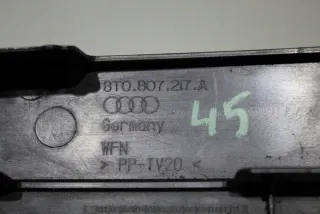 8T0.807.217.A
Germany
45
WFN
> PP-TV20 <